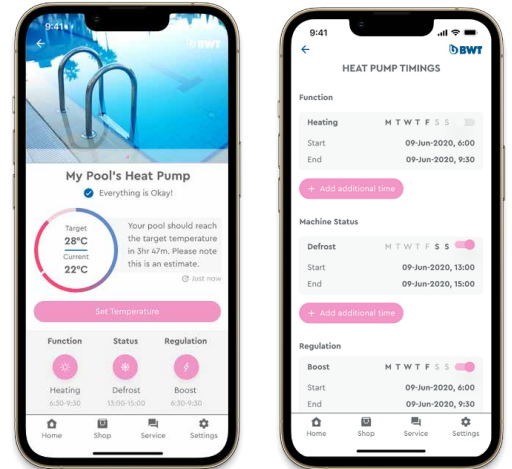 9:41
BWT
My Pool's Heat Pump
Everything is Okay!
Target
28°C
Current
22°C
Your pool should reach
the target temperature
in 3hr 47m. Please note
this is an estimate.
Just now
Set Temperature
Function Status Regulation
Heating Defrost Boost
6:30-9:30 13:00-15:00 6:30-9:30
Home Shop Service Settings
9:41
BWT
HEAT PUMP TIMINGS
Function
Heating M T W T F S S
Start 09-Jun-2020, 6:00
End 09-Jun-2020, 9:30
+ Add additional time
Machine Status
Defrost M T W T F S S
Start 09-Jun-2020, 13:00
End 09-Jun-2020, 15:00
+ Add additional time
Regulation
Boost M T W T F S S
Start 09-Jun-2020, 6:00
End 09-Jun-2020, 9:30
Home Shop Service Settings